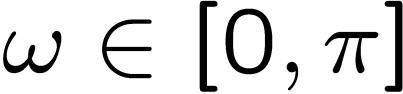 ω ∈ [0, π]